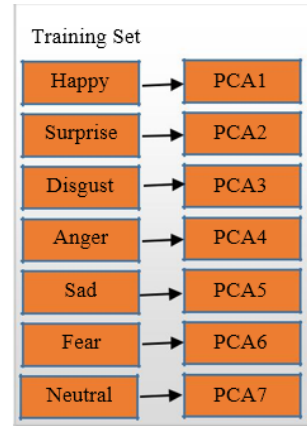 Training Set
Happy PCA1
Surprise PCA2
Disgust PCA3
Anger PCA4
Sad PCA5
Fear PCA6
Neutral PCA7